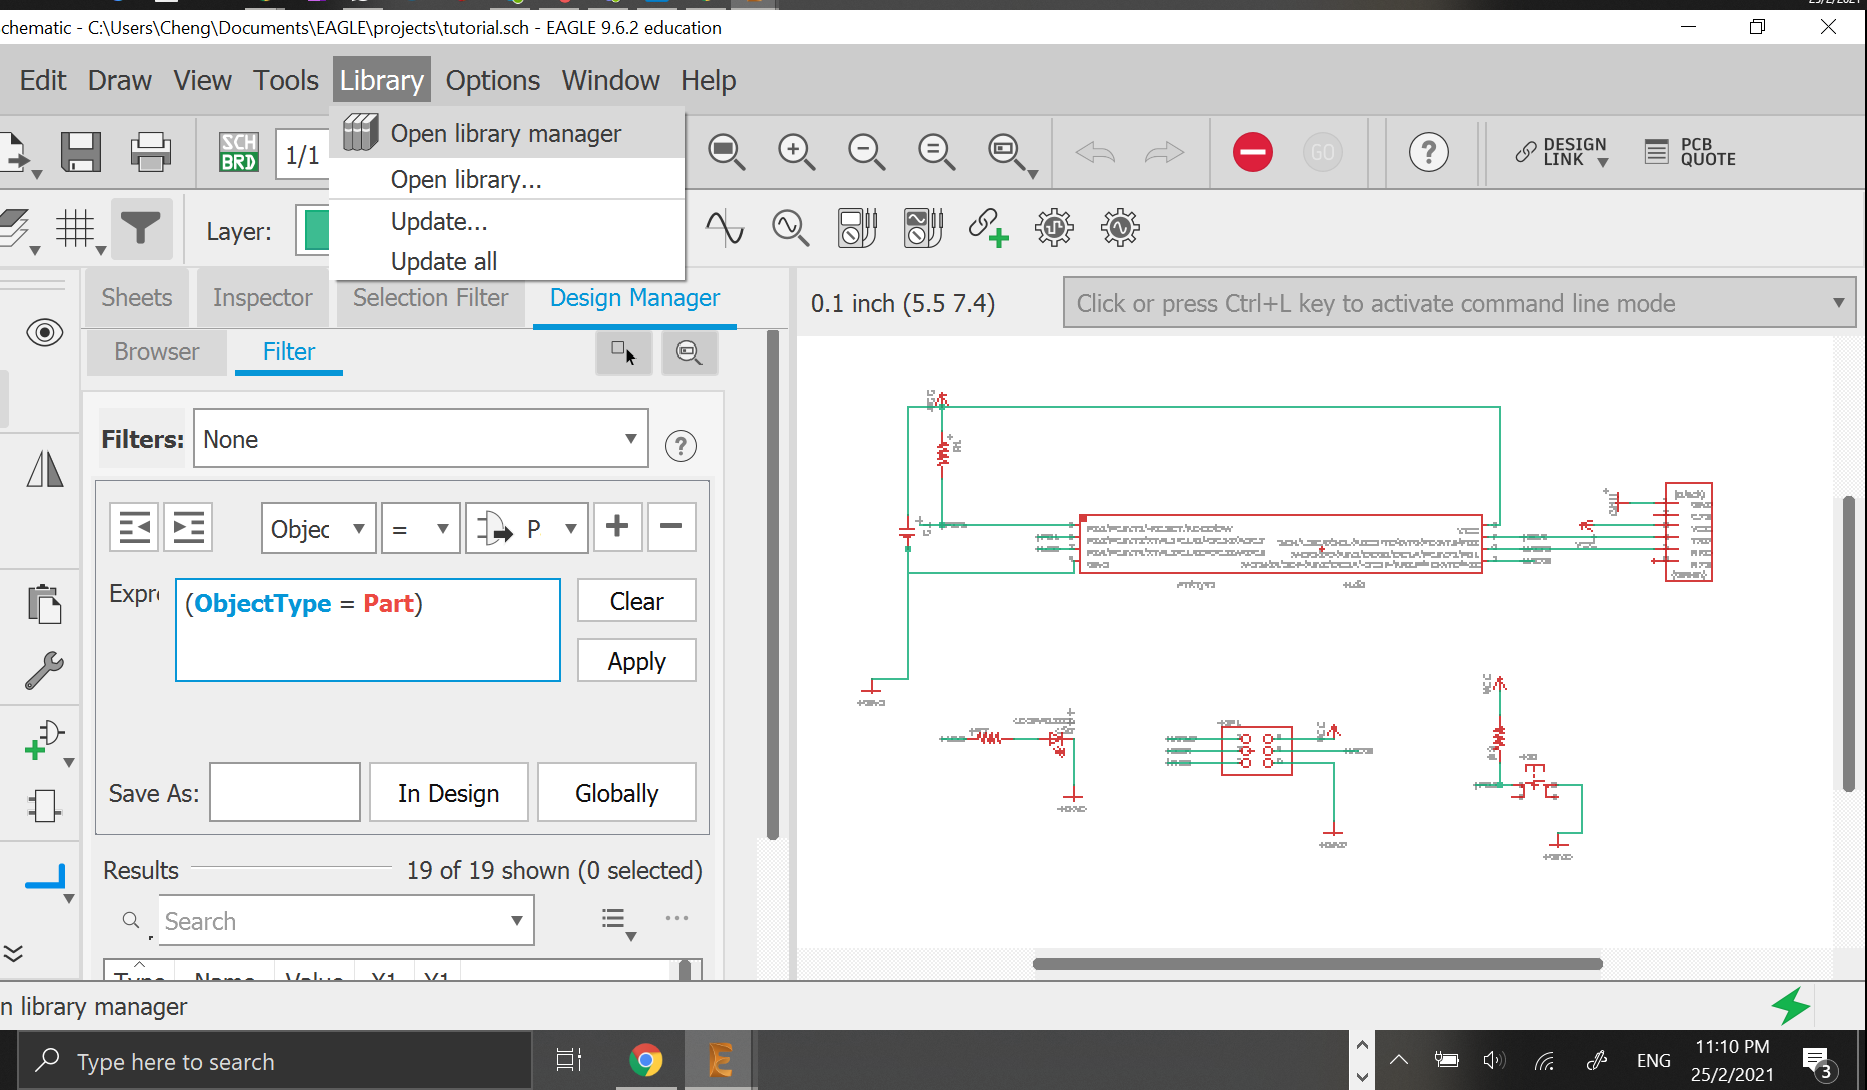 chematic - C:\Users\Cheng\Documents\EAGLE\projects\tutorial.sch - EAGLE 9.6.2 education
Edit Draw View Tools Library Options Window Help
Open library manager
Open library...
Update...
Update all
SCH
BRD
1/1
GO
DESIGN
LINK
PCB
QUOTE
Layer:
Sheets Inspector Selection Filter Design Manager
0.1 inch (5.5 7.4)
Click or press Ctrl+L key to activate command line mode
Browser Filter
Filters: None
Objec = P
Expre
(ObjectType = Part)
Clear
Apply
Save As: In Design Globally
Results 19 of 19 shown (0 selected)
Search
Type Name Value X1 Y1
n library manager
Type here to search
ENG
11:10 PM
25/2/2021
3